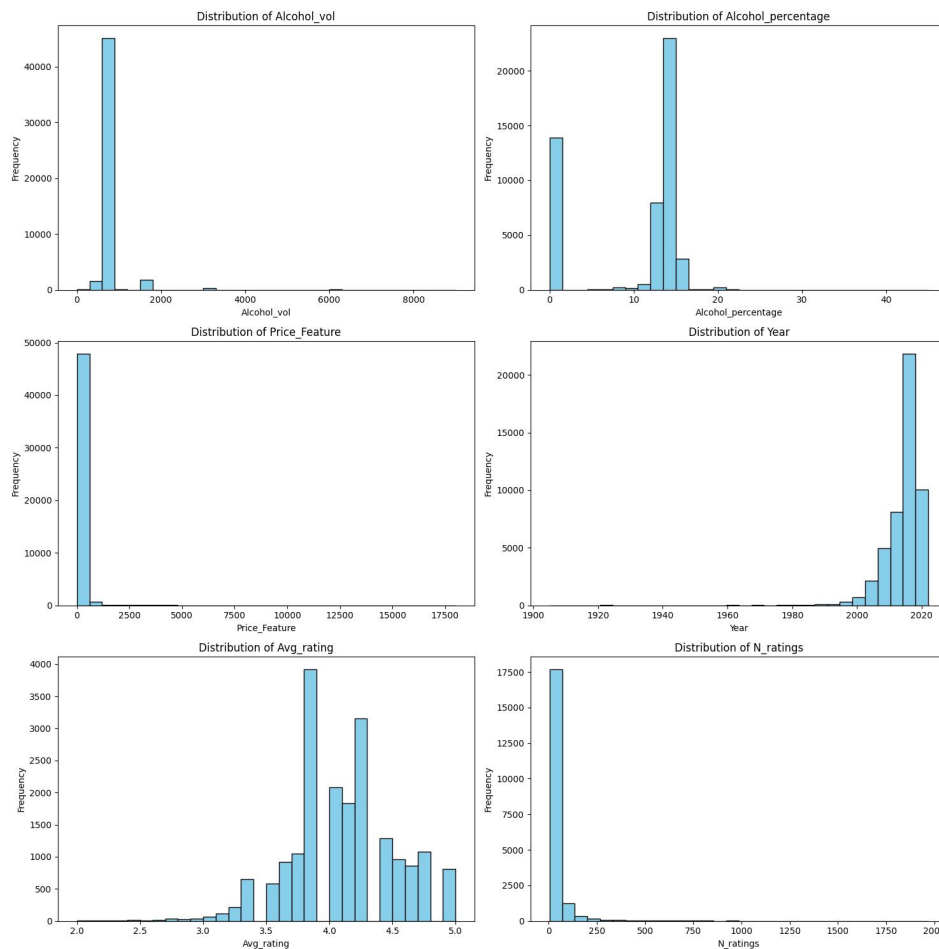 Distribution of Alcohol_vol
Frequency
40000
30000
20000
10000
0
0 2000 4000 6000 8000
Alcohol_vol
Distribution of Alcohol_percentage
Frequency
20000
15000
10000
5000
0
0 10 20 30 40
Alcohol_percentage
Distribution of Price_Feature
Frequency
50000
40000
30000
20000
10000
0
0 2500 5000 7500 10000 12500 15000 17500
Price_Feature
Distribution of Year
Frequency
20000
15000
10000
5000
0
1900 1920 1940 1960 1980 2000 2020
Year
Distribution of Avg_rating
Frequency
4000
3500
3000
2500
2000
1500
1000
500
0
2.0 2.5 3.0 3.5 4.0 4.5 5.0
Avg_rating
Distribution of N_ratings
Frequency
17500
15000
12500
10000
7500
5000
2500
0
0 250 500 750 1000 1250 1500 1750 2000
N_ratings